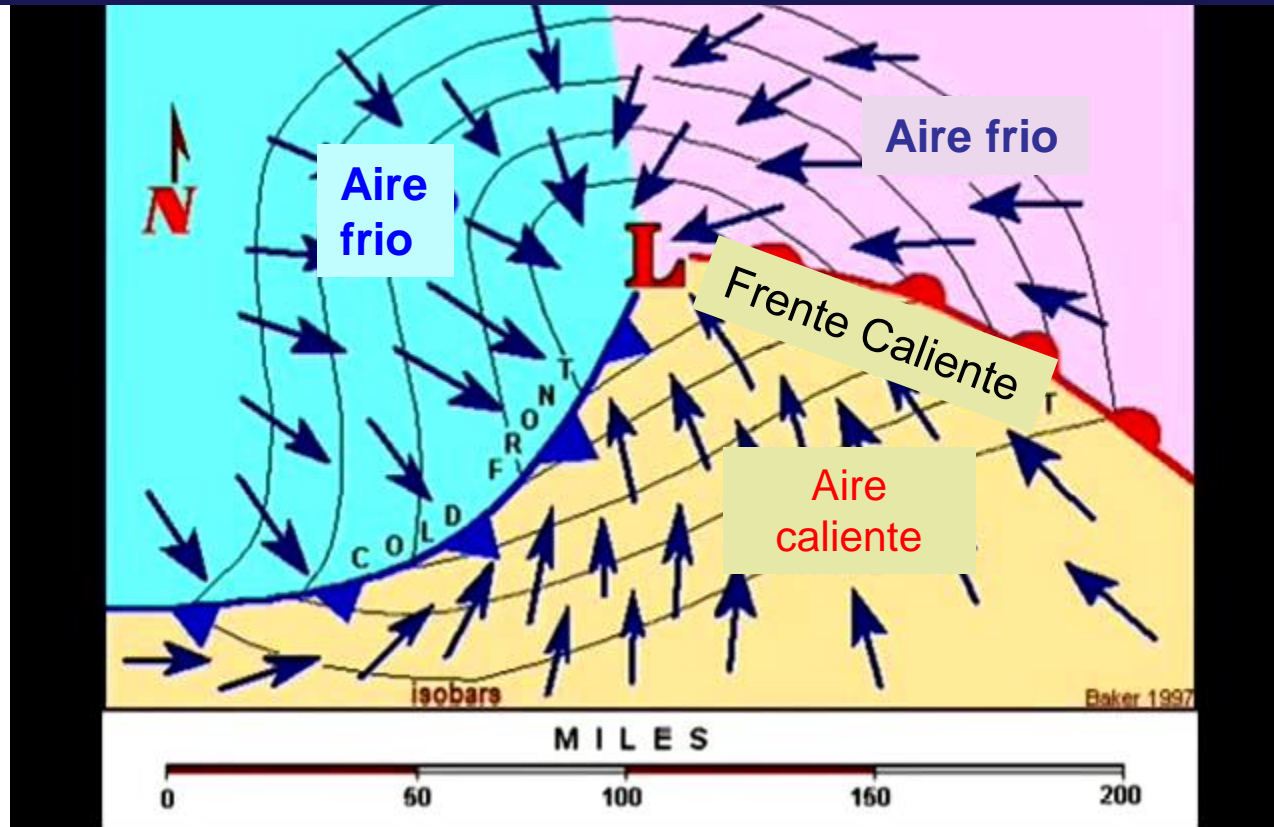 Aire frio
Aire
frio
N
L
Frente Caliente
T
COLD FRONT
Aire
caliente
isobars
Baker 1997
MILES
0 50 100 150 200